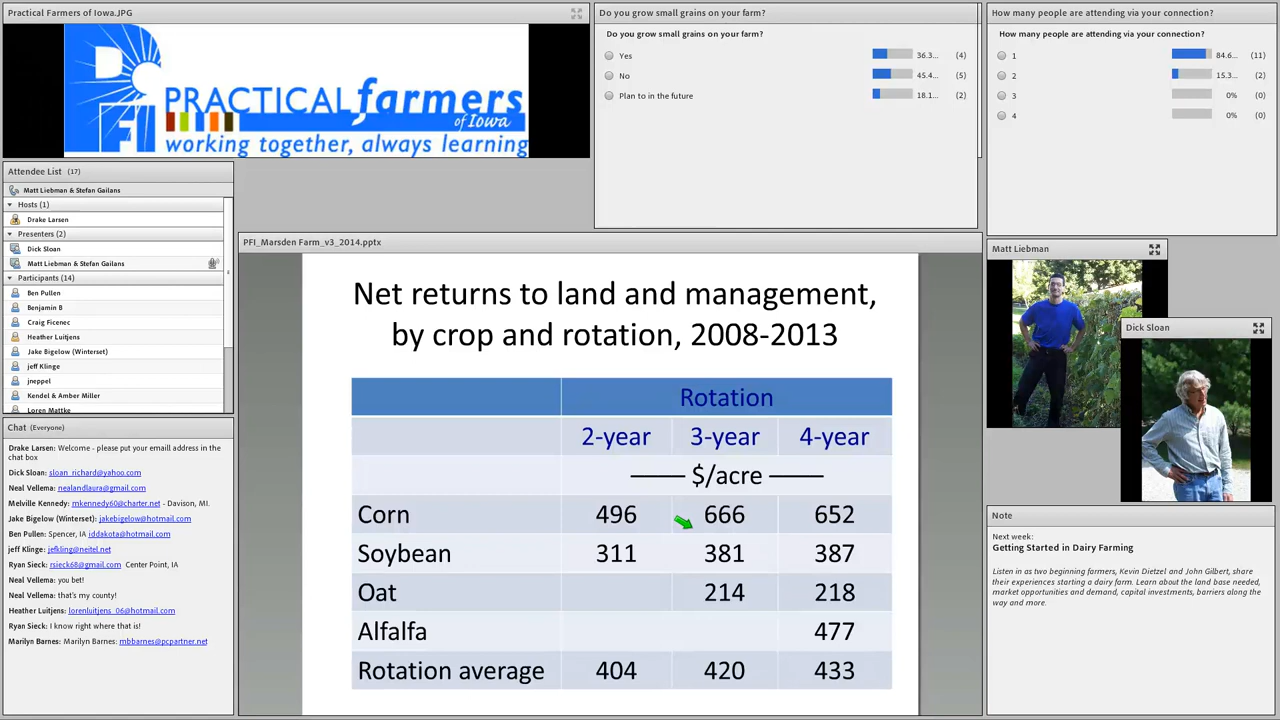 Practical Farmers of Iowa.JPG
PRACTICAL farmers
of Iowa
working together, always learning
Do you grow small grains on your farm?
Do you grow small grains on your farm?
Yes 36.3... (4)
No 45.4... (5)
Plan to in the future 18.1... (2)
How many people are attending via your connection?
How many people are attending via your connection?
1 84.6... (11)
2 15.3... (2)
3 0% (0)
4 0% (0)
Attendee List (17)
Matt Liebman & Stefan Gailans
Hosts (1)
Drake Larsen
Presenters (2)
Dick Sloan
Matt Liebman & Stefan Gailans
Participants (14)
Ben Pullen
Benjamin B
Craig Ficenec
Heather Luitjens
Jake Bigelow (Winterset)
jeff Klinge
jneppel
Kendel & Amber Miller
Loren Mattke
Chat (Everyone)
Drake Larsen: Welcome - please put your emaill address in the
chat box
Dick Sloan: sloan_richard@yahoo.com
Neal Vellema: nealandlaura@gmail.com
Melville Kennedy: mkennedy60@charter.net - Davison, MI.
Jake Bigelow (Winterset): jakebigelow@hotmail.com
Ben Pullen: Spencer, IA iddakota@hotmail.com
jeff Klinge: jefkling@neitel.net
Ryan Sieck: rsieck68@gmail.com Center Point, IA
Neal Vellema: you bet!
Neal Vellema: that's my county!
Heather Luitjens: lorenluitjens_06@hotmail.com
Ryan Sieck: I know right where that is!
Marilyn Barnes: Marilyn Barnes: mbbarnes@pcpartner.net
PFI_Marsden Farm_v3_2014.pptx
Net returns to land and management,
by crop and rotation, 2008-2013
Rotation
2-year 3-year 4-year
$/acre
Corn 496 666 652
Soybean 311 381 387
Oat 214 218
Alfalfa 477
Rotation average 404 420 433
Matt Liebman
Dick Sloan
Note
Next week:
Getting Started in Dairy Farming
Listen in as two beginning farmers, Kevin Dietzel and John Gilbert,
share their experiences starting a dairy farm. Learn about the land base needed,
market opportunities and demand, capital investments, barriers along the
way and more.